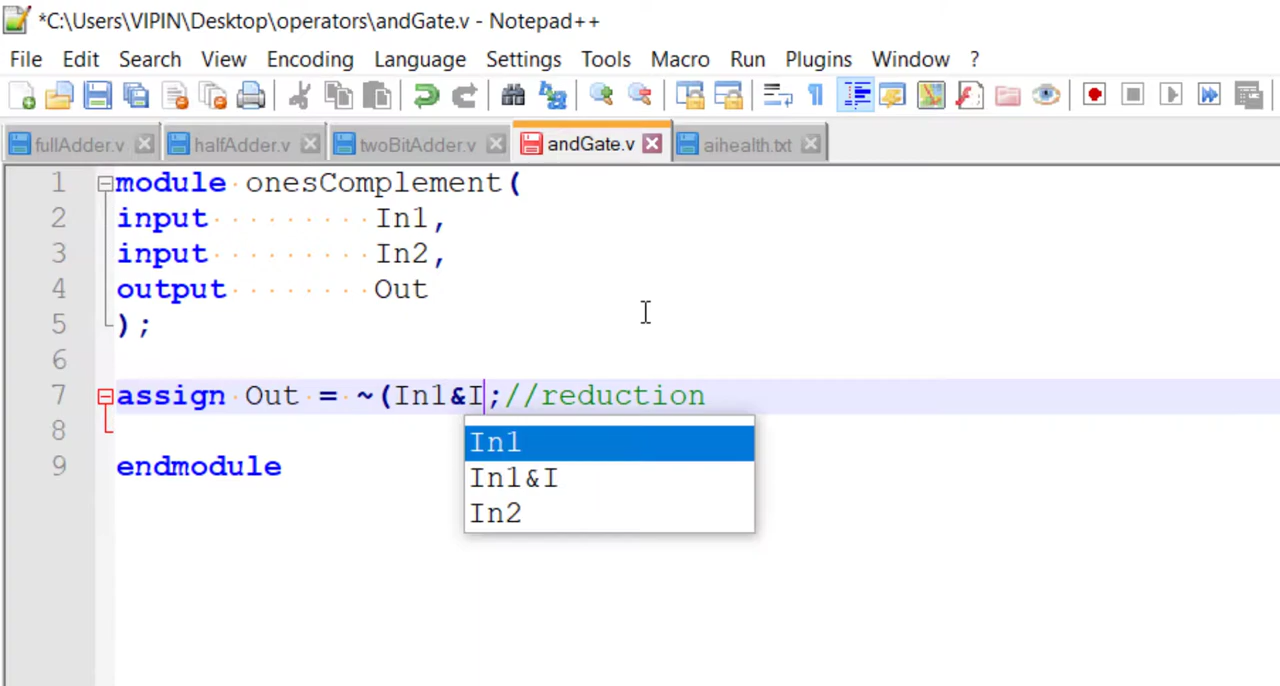 *C:\Users\VIPIN\Desktop\operators\andGate.v - Notepad++
File Edit Search View Encoding Language Settings Tools Macro Run Plugins Window ?
fullAdder.v halfAdder.v twoBitAdder.v andGate.v aihealth.txt
1 module onesComplement(
2 input In1,
3 input In2,
4 output Out
5 );
6
7 assign Out = ~(In1&I;//reduction
8
In1
In1&I
In2
9 endmodule